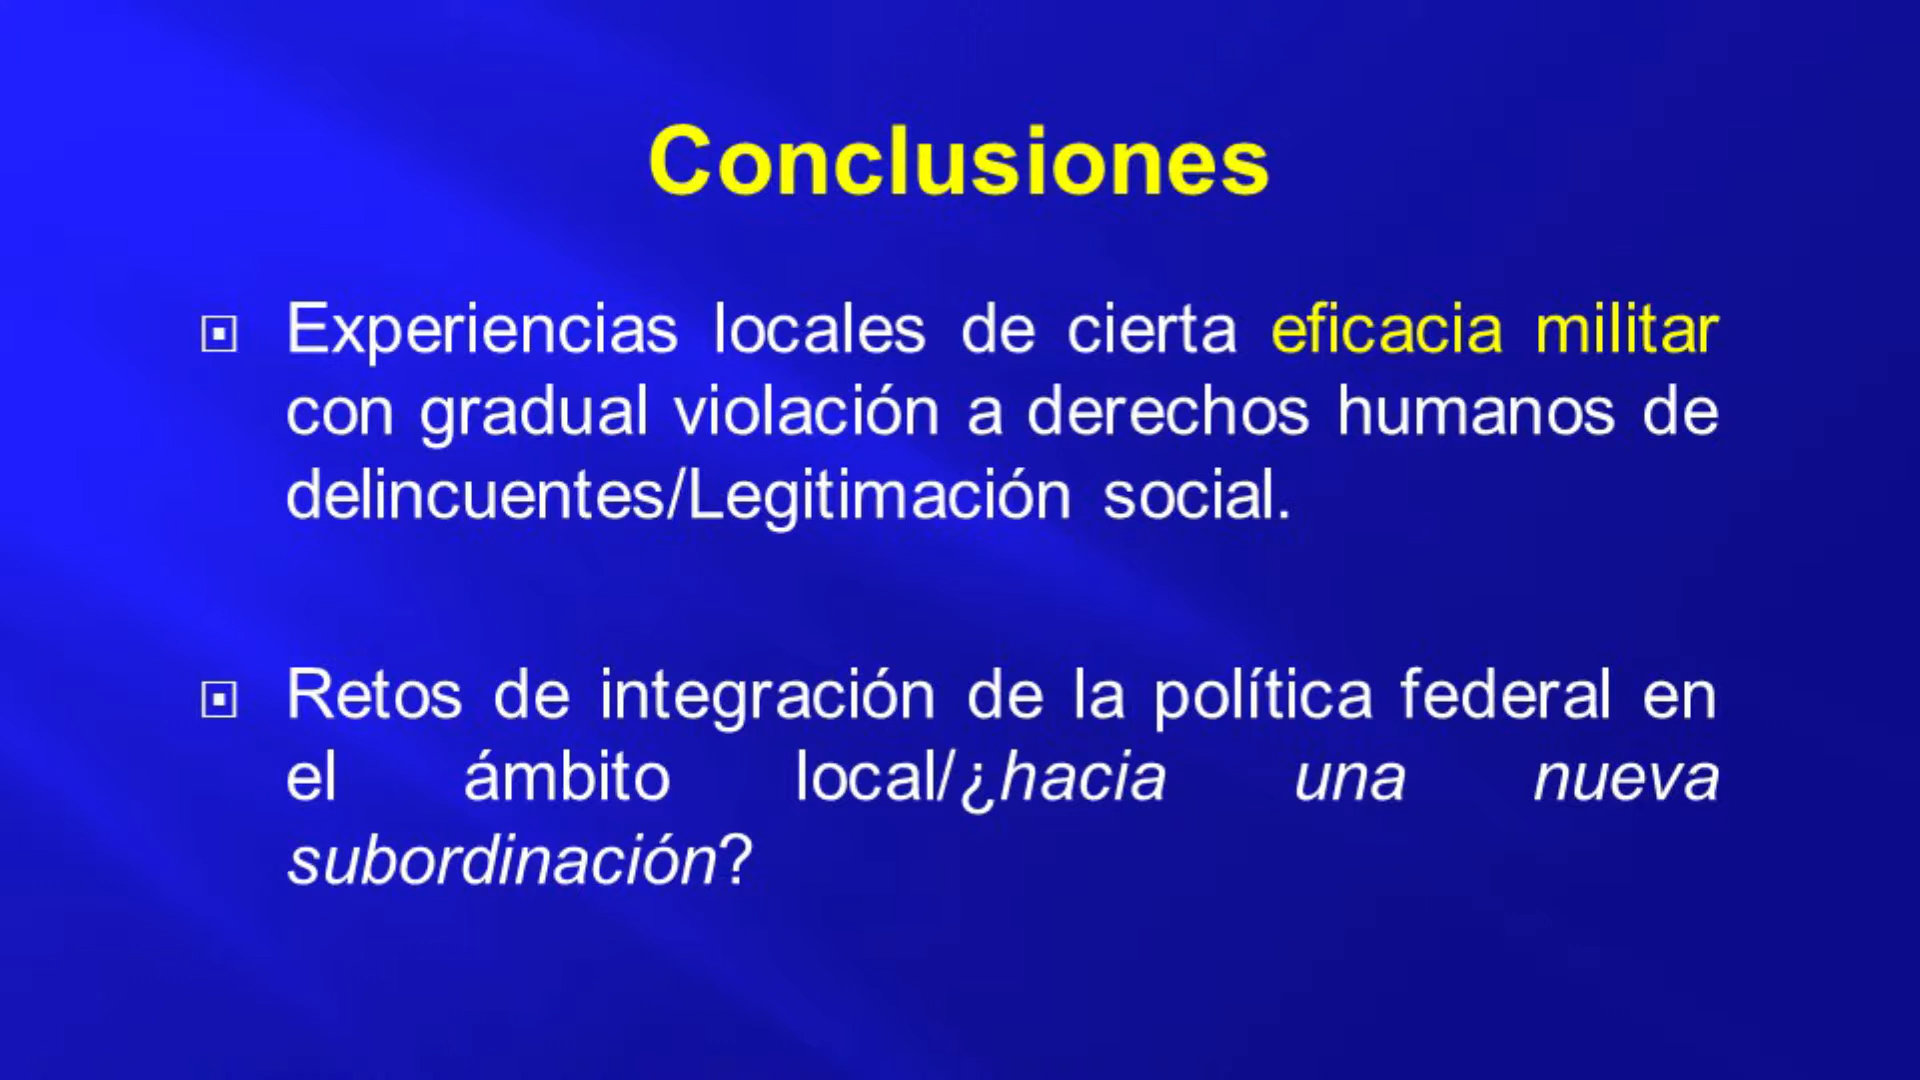 Conclusiones
Experiencias locales de cierta eficacia militar
con gradual violación a derechos humanos de
delincuentes/Legitimación social.
Retos de integración de la política federal en
el ámbito local/¿hacia una nueva
subordinación?